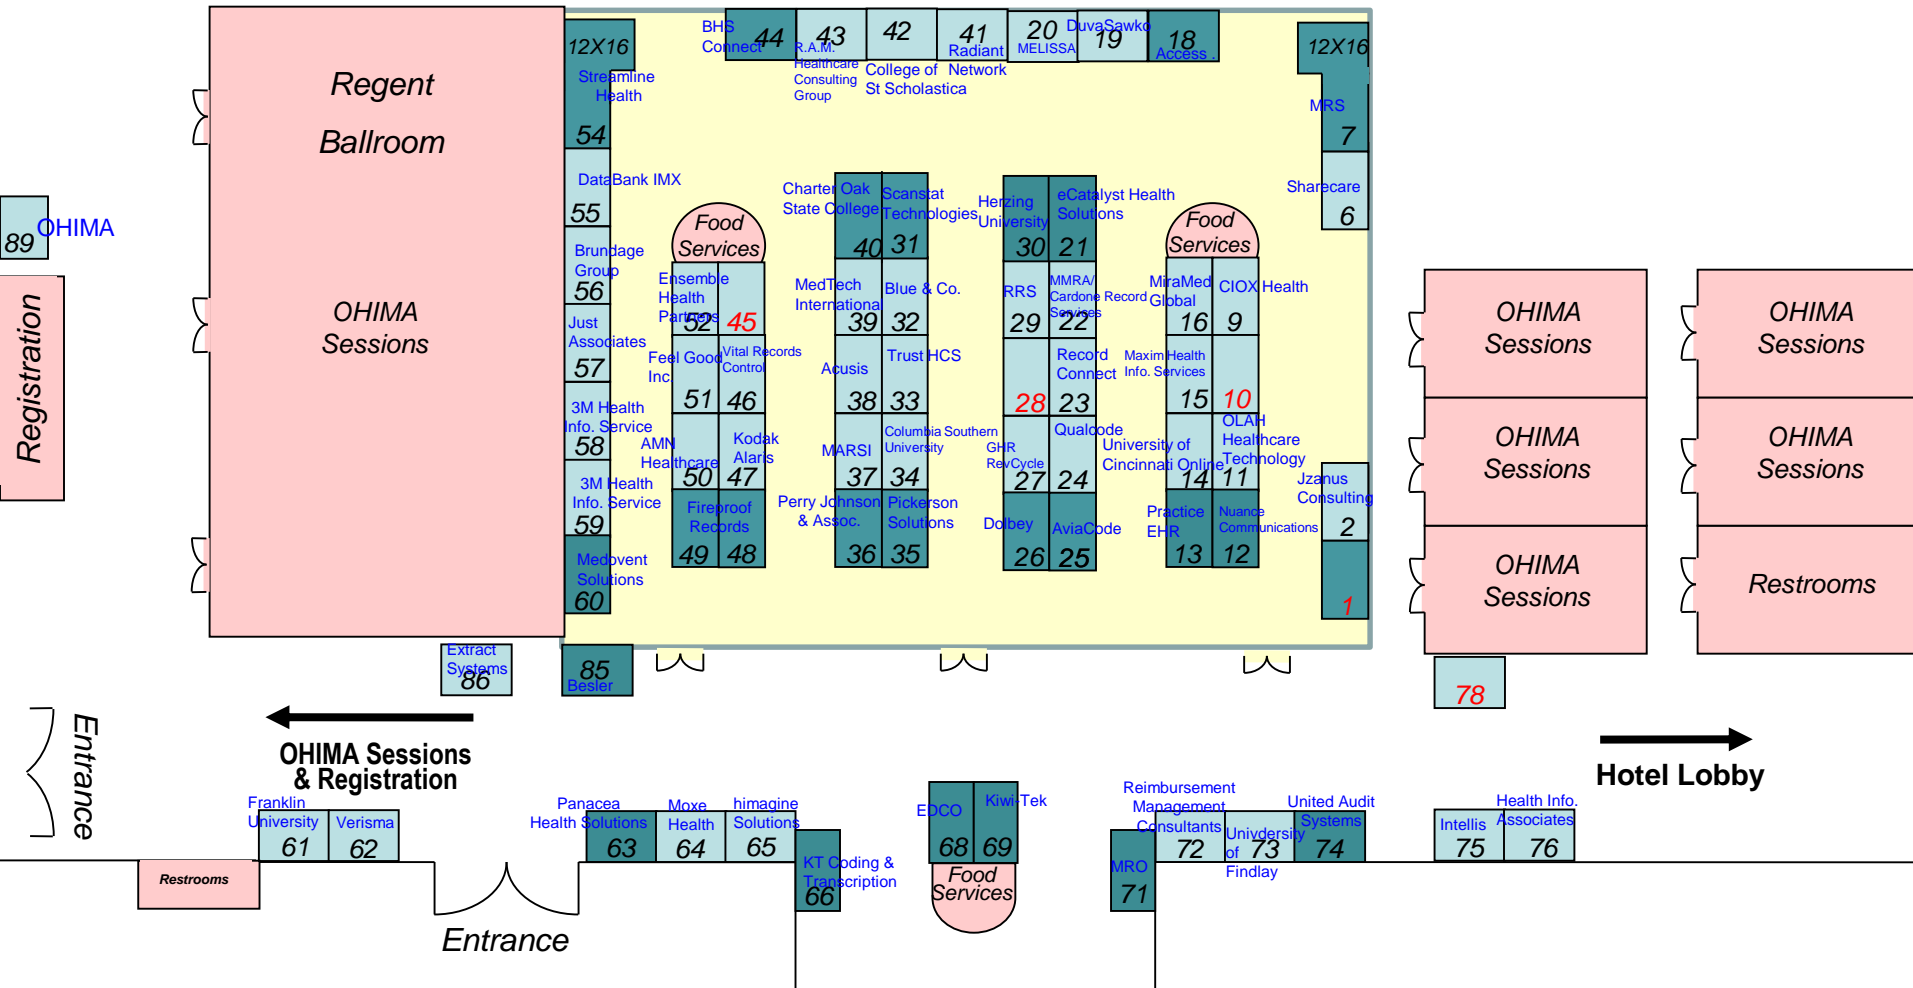 Regent
Ballroom
OHIMA
Sessions
12X16
Streamline
Health
54
DataBank IMX
55
Brundage
Group
56
Just
Associates
57
3M Health
Info. Service
58
3M Health
Info. Service
59
Medovent
Solutions
60
BHS
Connect
44
43
R.A.M.
Healthcare
Consulting
Group
42
College of
St Scholastica
41
Radiant
Network
20
MELISSA
DuvaSawko
19
18
Access .
12X16
MRS
7
Sharecare
6
89
OHIMA
Registration
Food
Services
Ensemble
Health
Partners
52
45
Feel Good
Inc.
51
Vital Records
Control
46
AMN
Healthcare
50
Kodak
Alaris
47
Fireproof
Records
49
48
Charter Oak
State College
40
Scanstat
Technologies
31
MedTech
International
39
Blue & Co.
32
Acusis
38
Trust HCS
33
MARSI
37
Columbia Southern
University
34
Perry Johnson
& Assoc.
36
Pickerson
Solutions
35
Herzing
University
30
eCatalyst Health
Solutions
21
RRS
29
MMRA/
Cardone Record
Services
22
28
Record
Connect
23
GHR
RevCycle
27
Qualcode
24
Dolbey
26
AviaCode
25
Food
Services
MiraMed
Global
16
CIOX Health
9
Maxim Health
Info. Services
15
10
University of
Cincinnati Online
14
OLAH
Healthcare
Technology
11
Practice
EHR
13
Nuance
Communications
12
Jzanus
Consulting
2
1
OHIMA
Sessions
OHIMA
Sessions
OHIMA
Sessions
OHIMA
Sessions
OHIMA
Sessions
Restrooms
Extract
Systems
86
85
Besler
78
Entrance
OHIMA Sessions
& Registration
Hotel Lobby
Franklin
University
61
Verisma
62
Restrooms
Entrance
Panacea
Health Solutions
63
Moxe
Health
64
himagine
Solutions
65
KT Coding &
Transcription
66
EDCO
68
Kiwi-Tek
69
Food
Services
MRO
71
Reimbursement
Management
Consultants
72
Univdersity
of
Findlay
73
United Audit
Systems
74
Intellis
75
Health Info.
Associates
76